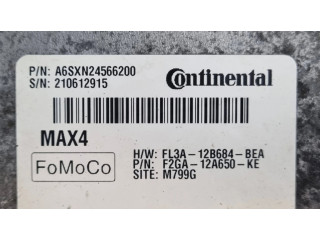 P/N: A6SXN24566200
S/N: 210612915
Continental
MAX4
FoMoCo
H/W: FL3A-12B684-BEA
P/N: F2GA-12A650-KE
SITE: M799G